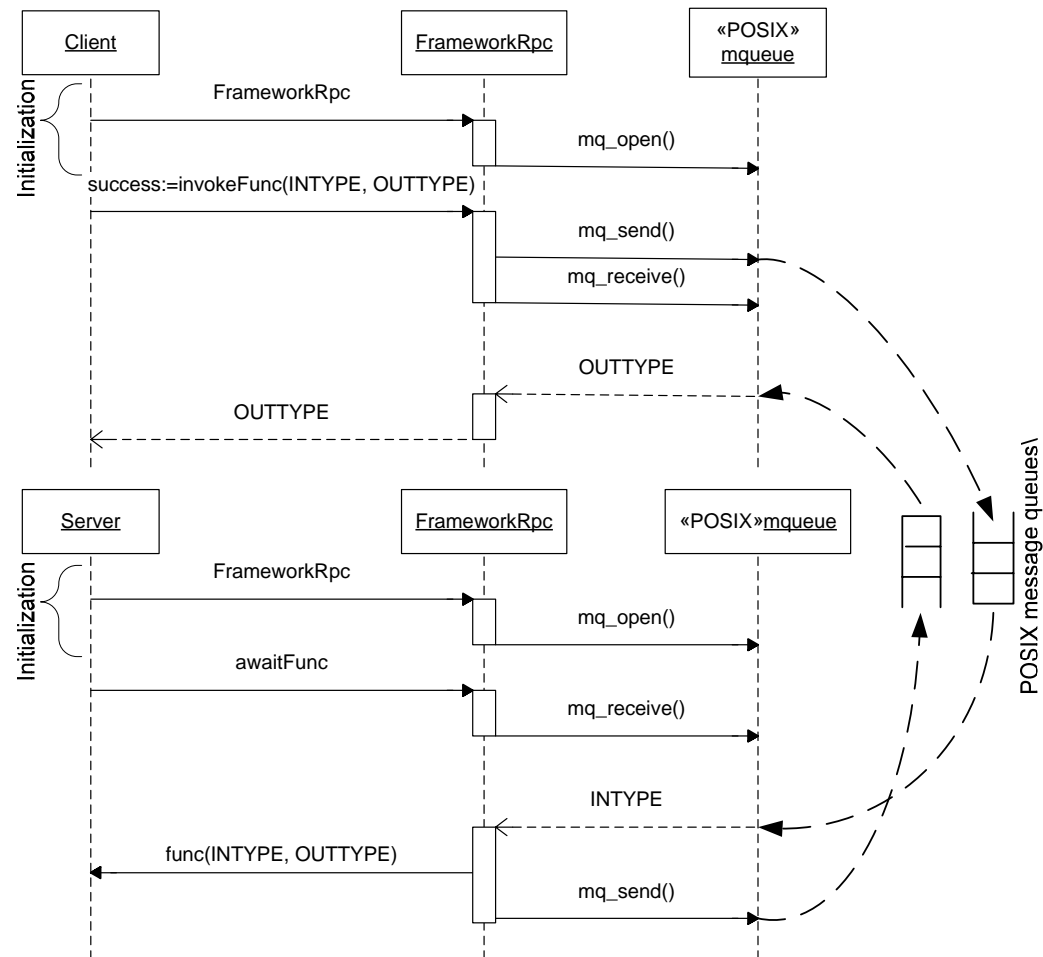 Client
FrameworkRpc
«POSIX»
mqueue
Initialization
FrameworkRpc
mq_open()
success:=invokeFunc(INTYPE, OUTTYPE)
mq_send()
mq_receive()
OUTTYPE
OUTTYPE
POSIX message queues\
Server
FrameworkRpc
«POSIX»mqueue
Initialization
FrameworkRpc
mq_open()
awaitFunc
mq_receive()
INTYPE
func(INTYPE, OUTTYPE)
mq_send()